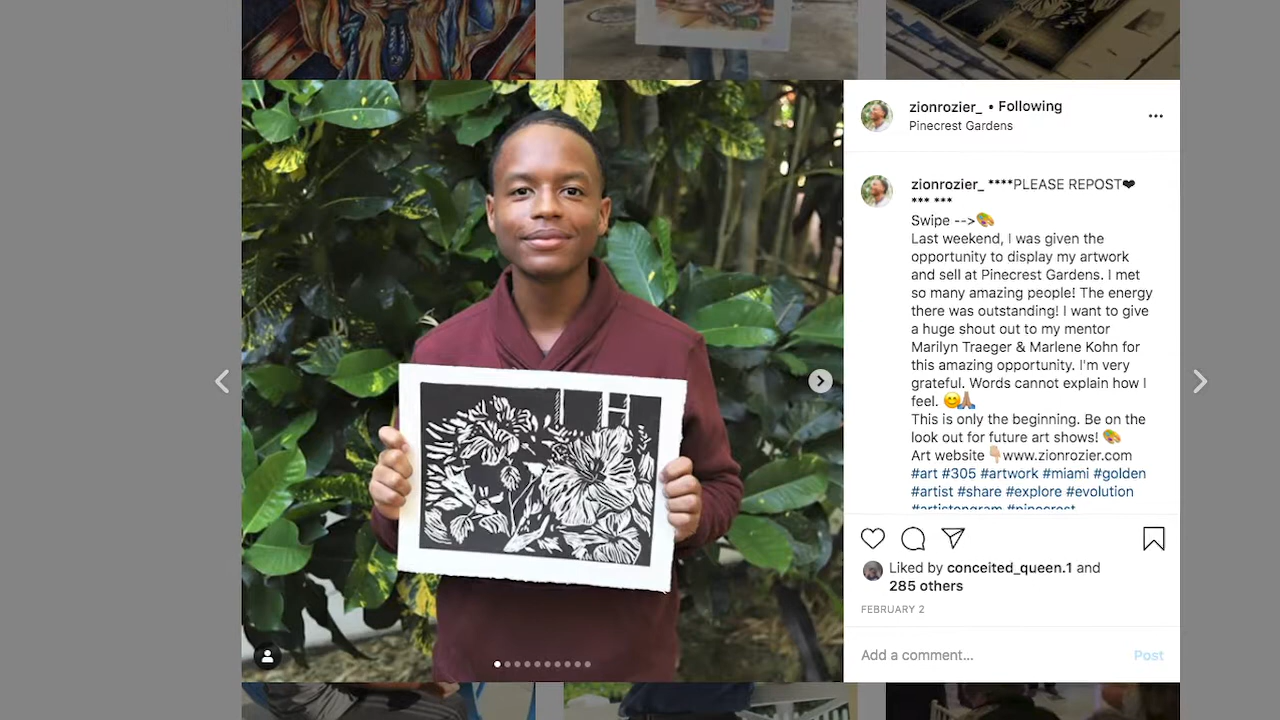 zionrozier_ • Following
Pinecrest Gardens
zionrozier_ ****PLEASE REPOST❤
*** ***
Swipe -->🎨
Last weekend, I was given the
opportunity to display my artwork
and sell at Pinecrest Gardens. I met
so many amazing people! The energy
there was outstanding! I want to give
a huge shout out to my mentor
Marilyn Traeger & Marlene Kohn for
this amazing opportunity. I'm very
grateful. Words cannot explain how I
feel. 😊🙏🏽
This is only the beginning. Be on the
look out for future art shows! 🎨
Art website 👇🏼www.zionrozier.com
#art #305 #artwork #miami #golden
#artist #share #explore #evolution
#artistongram #pinecrest
Liked by conceited_queen.1 and
285 others
FEBRUARY 2
Add a comment...
Post